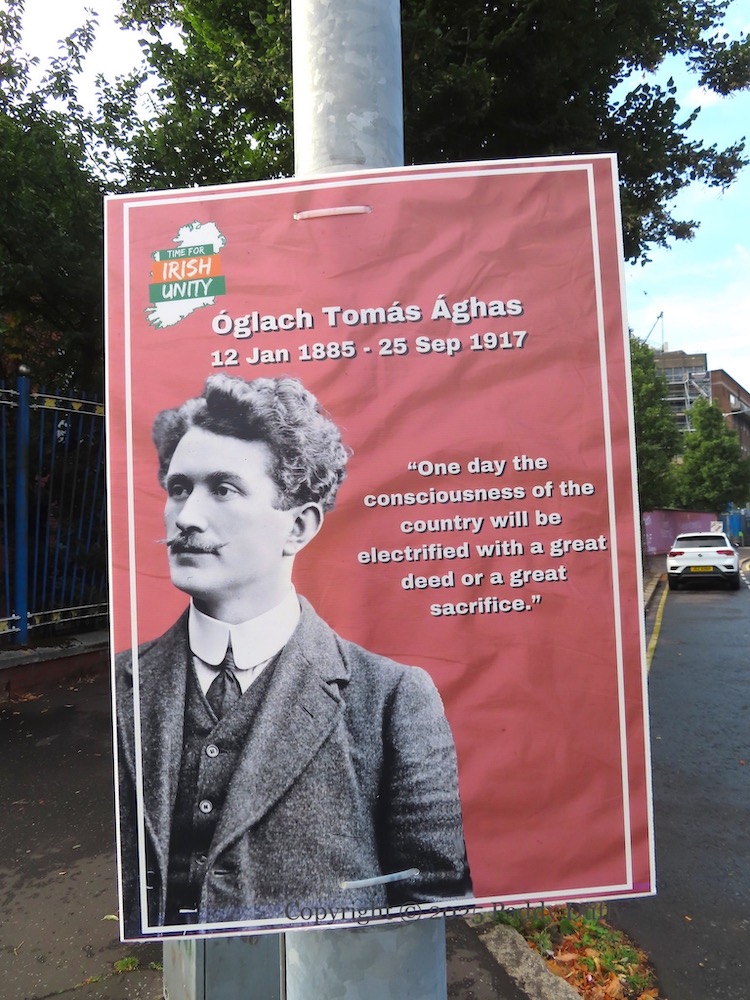 TIME FOR
IRISH
UNITY
Óglach Tomás Ághas
12 Jan 1885 - 25 Sep 1917
“One day the
consciousness of the
country will be
electrified with a great
deed or a great
sacrifice.”
Copyright ©